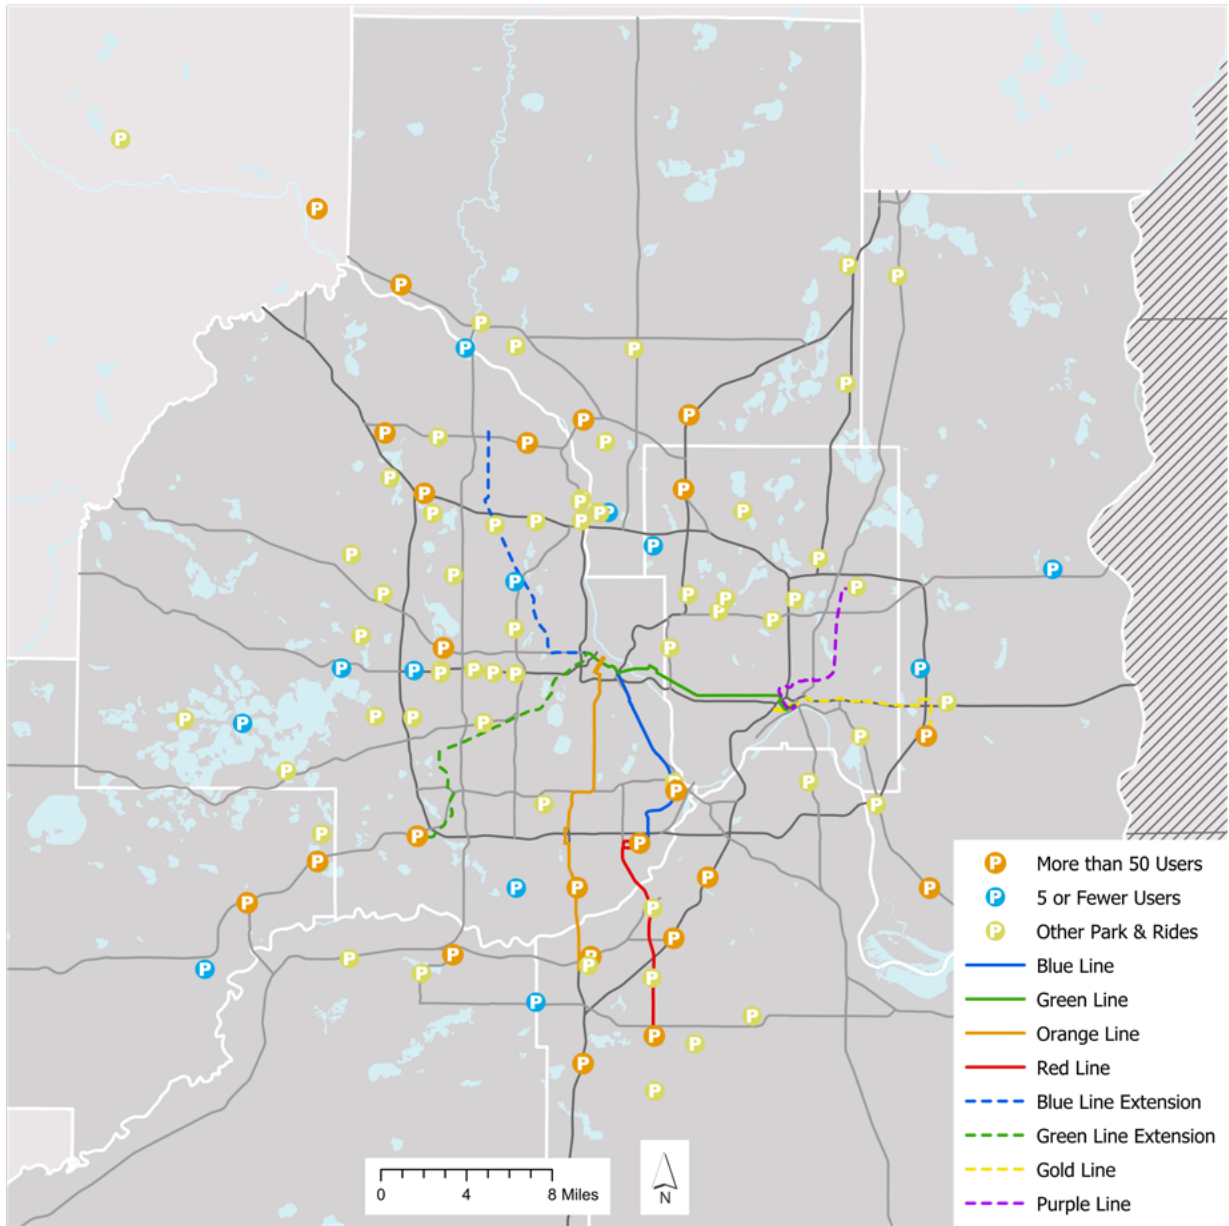 P More than 50 Users
P 5 or Fewer Users
P Other Park & Rides
Blue Line
Green Line
Orange Line
Red Line
Blue Line Extension
Green Line Extension
Gold Line
Purple Line
0 4 8 Miles
N